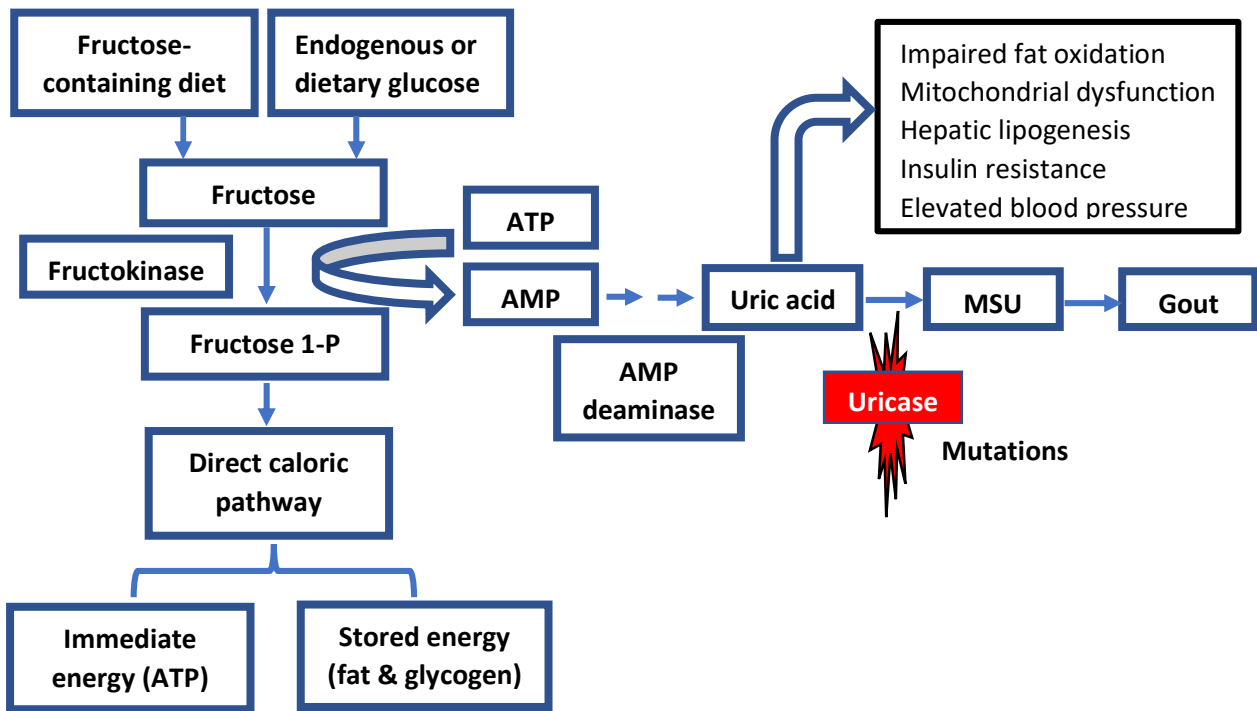 Fructose-
containing diet
Endogenous or
dietary glucose
Impaired fat oxidation
Mitochondrial dysfunction
Hepatic lipogenesis
Insulin resistance
Elevated blood pressure
Fructose
ATP
Fructokinase
AMP
Uric acid
MSU
Gout
Fructose 1-P
AMP
deaminase
Uricase
Mutations
Direct caloric
pathway
Immediate
energy (ATP)
Stored energy
(fat & glycogen)